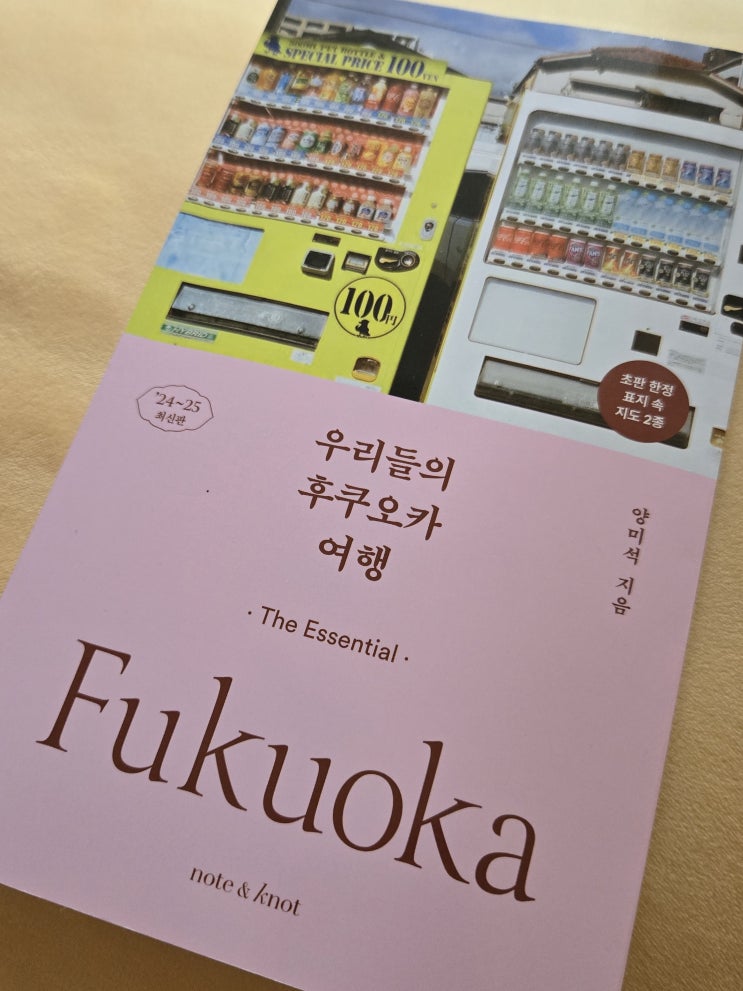 SPECIAL PRICE 100YEN
100円
초판 한정
표지 속
지도 2종
'24~25
최신판
우리들의
후쿠오카
여행
양미석 지음
· The Essential ·
Fukuoka
note & knot